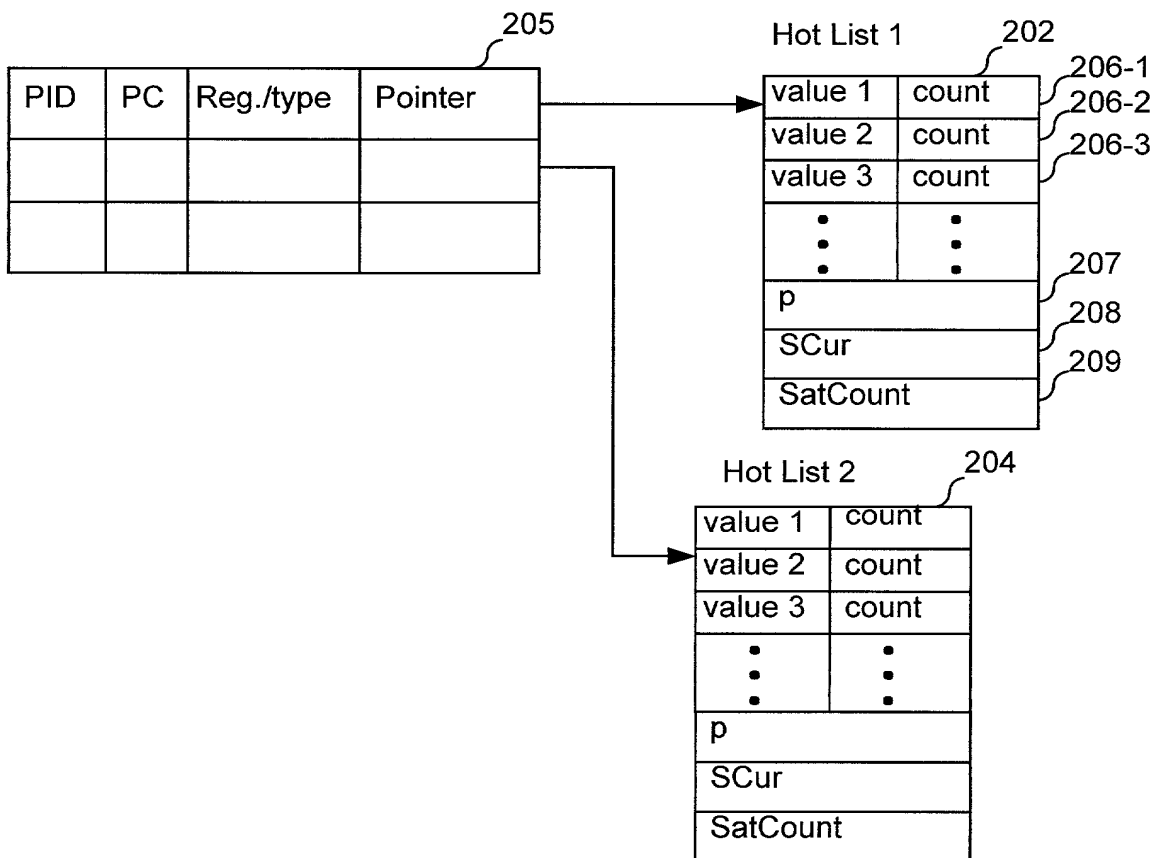 205
PID PC Reg./type Pointer
Hot List 1
202
value 1 count 206-1
value 2 count 206-2
value 3 count 206-3
p 207
SCur 208
SatCount 209
Hot List 2
204
value 1 count
value 2 count
value 3 count
p
SCur
SatCount